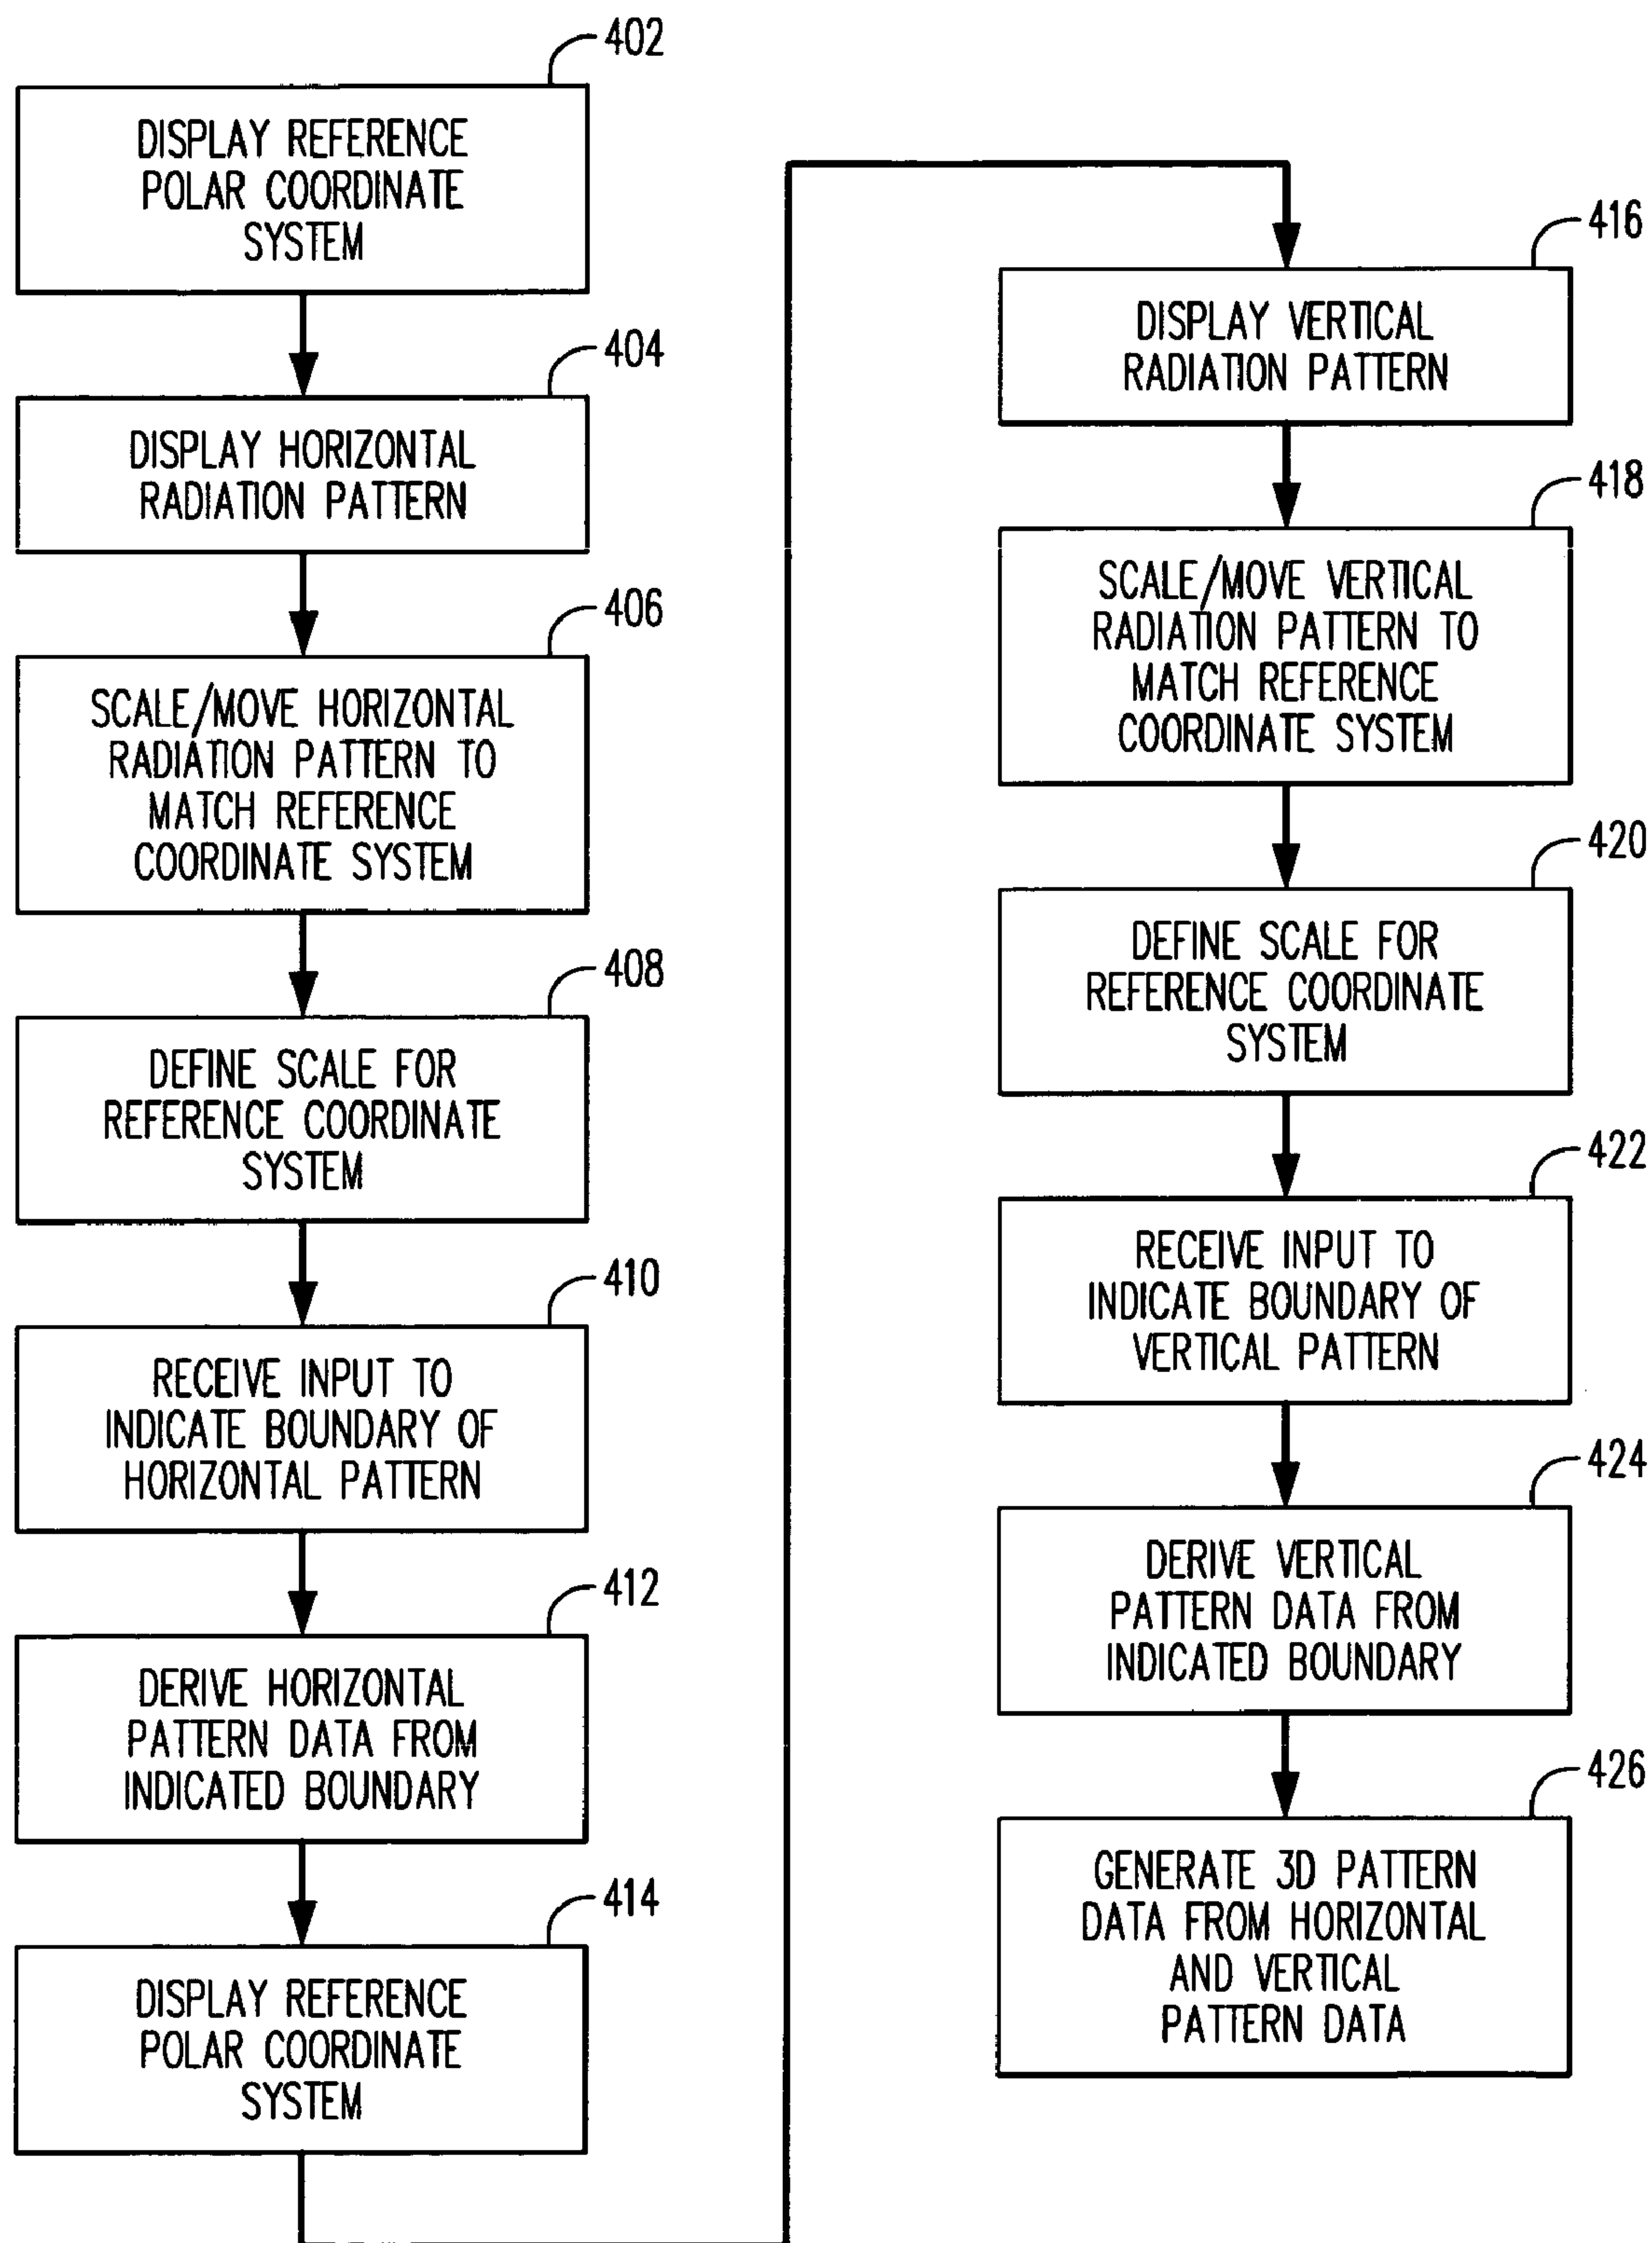 402
DISPLAY REFERENCE
POLAR COORDINATE
SYSTEM
404
DISPLAY HORIZONTAL
RADIATION PATTERN
406
SCALE/MOVE HORIZONTAL
RADIATION PATTERN TO
MATCH REFERENCE
COORDINATE SYSTEM
408
DEFINE SCALE FOR
REFERENCE COORDINATE
SYSTEM
410
RECEIVE INPUT TO
INDICATE BOUNDARY OF
HORIZONTAL PATTERN
412
DERIVE HORIZONTAL
PATTERN DATA FROM
INDICATED BOUNDARY
414
DISPLAY REFERENCE
POLAR COORDINATE
SYSTEM
416
DISPLAY VERTICAL
RADIATION PATTERN
418
SCALE/MOVE VERTICAL
RADIATION PATTERN TO
MATCH REFERENCE
COORDINATE SYSTEM
420
DEFINE SCALE FOR
REFERENCE COORDINATE
SYSTEM
422
RECEIVE INPUT TO
INDICATE BOUNDARY OF
VERTICAL PATTERN
424
DERIVE VERTICAL
PATTERN DATA FROM
INDICATED BOUNDARY
426
GENERATE 3D PATTERN
DATA FROM HORIZONTAL
AND VERTICAL
PATTERN DATA